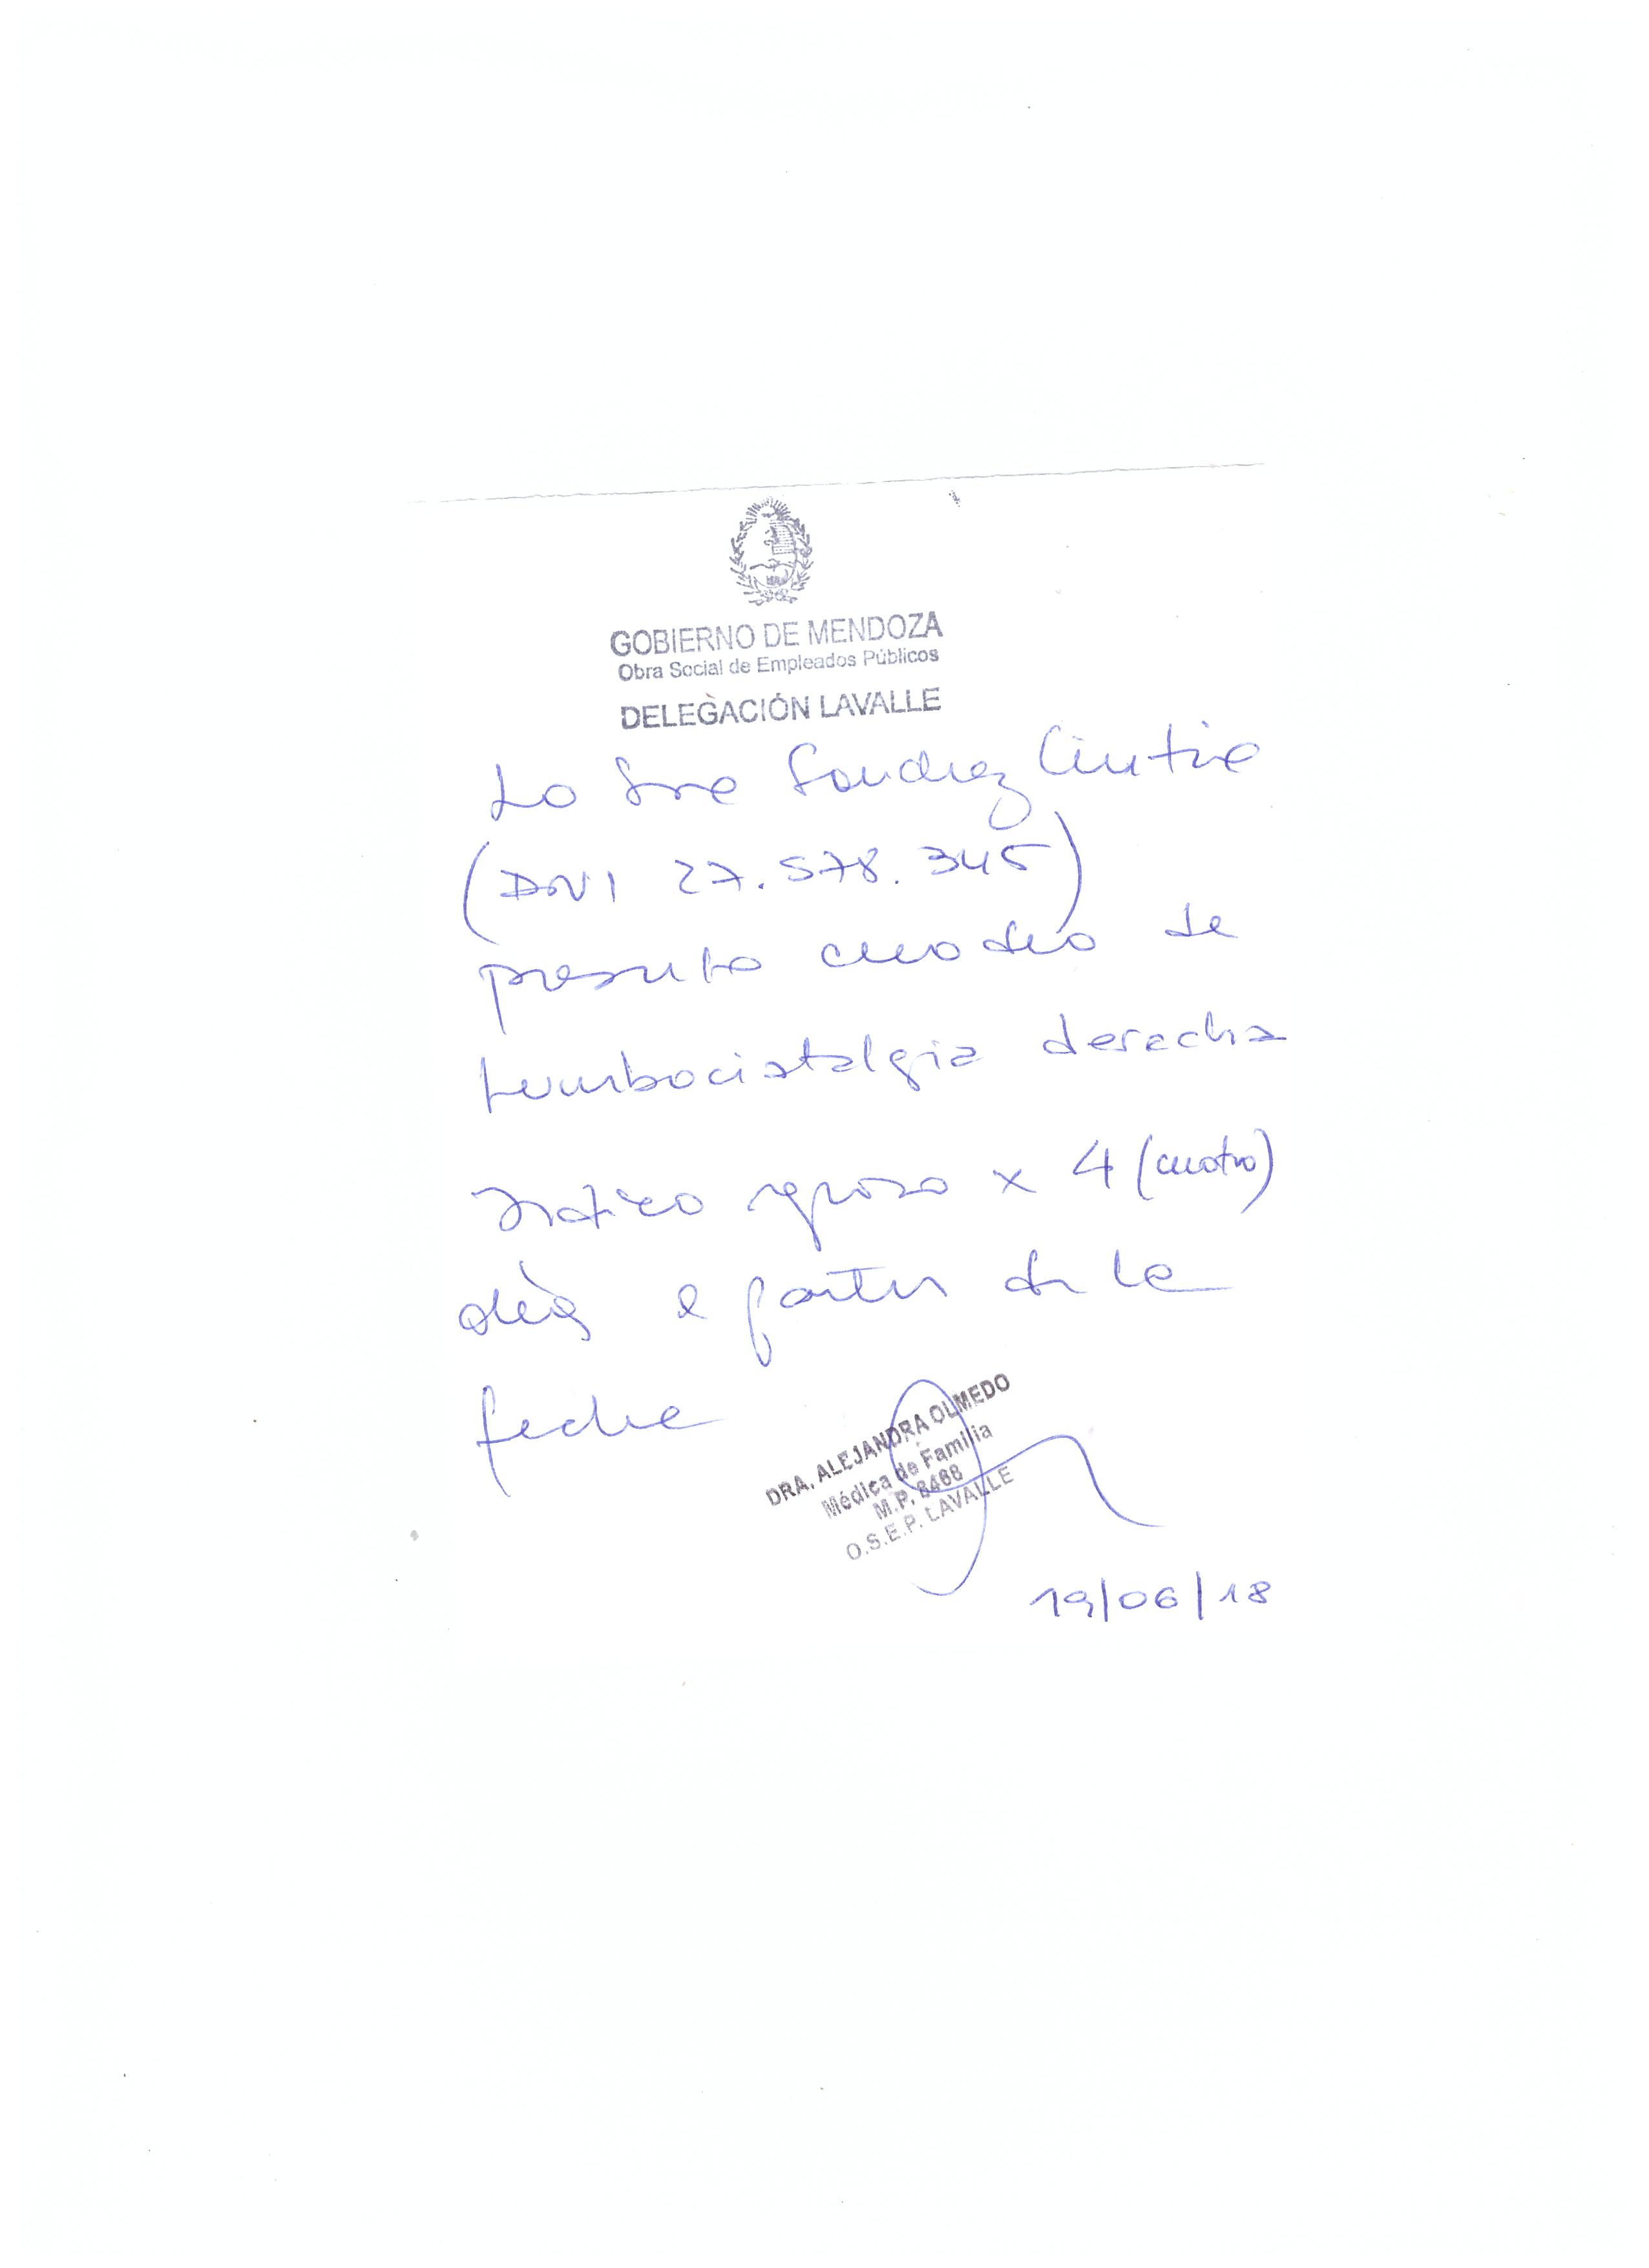 GOBIERNO DE MENDOZA
Obra Social de Empleados Públicos
DELEGACIÓN LAVALLE
La Sra Sanchez Cintia
(DNI 27.578.345)
presenta cuadro de
lumbociatalgia derecha
Indico reposo x 4 (cuatro)
días a partir de la
fecha
DRA. ALEJANDRA OLMEDO
Médica de Familia
M.P. 8468
O.S.E.P. LAVALLE
19/06/18